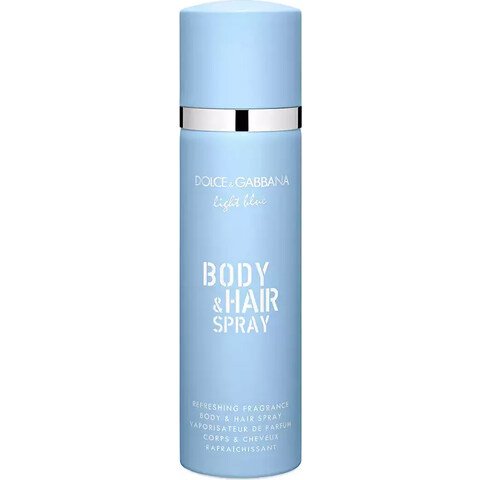 DOLCE & GABBANA
light blue
BODY
& HAIR
SPRAY
REFRESHING FRAGRANCE
BODY & HAIR SPRAY
VAPORISATEUR DE PARFUM
CORPS & CHEVEUX
RAFRAÎCHISSANT